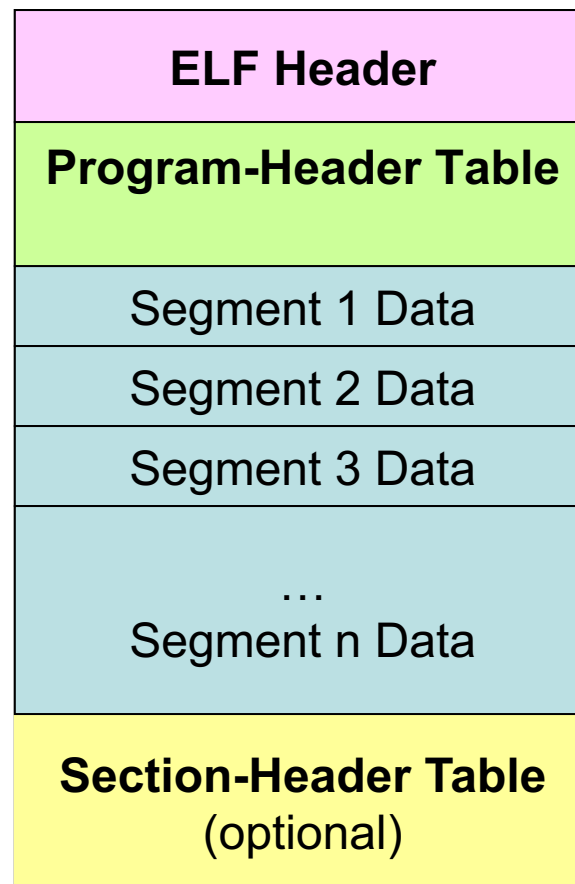 ELF Header
Program-Header Table
Segment 1 Data
Segment 2 Data
Segment 3 Data
…
Segment n Data
Section-Header Table
(optional)